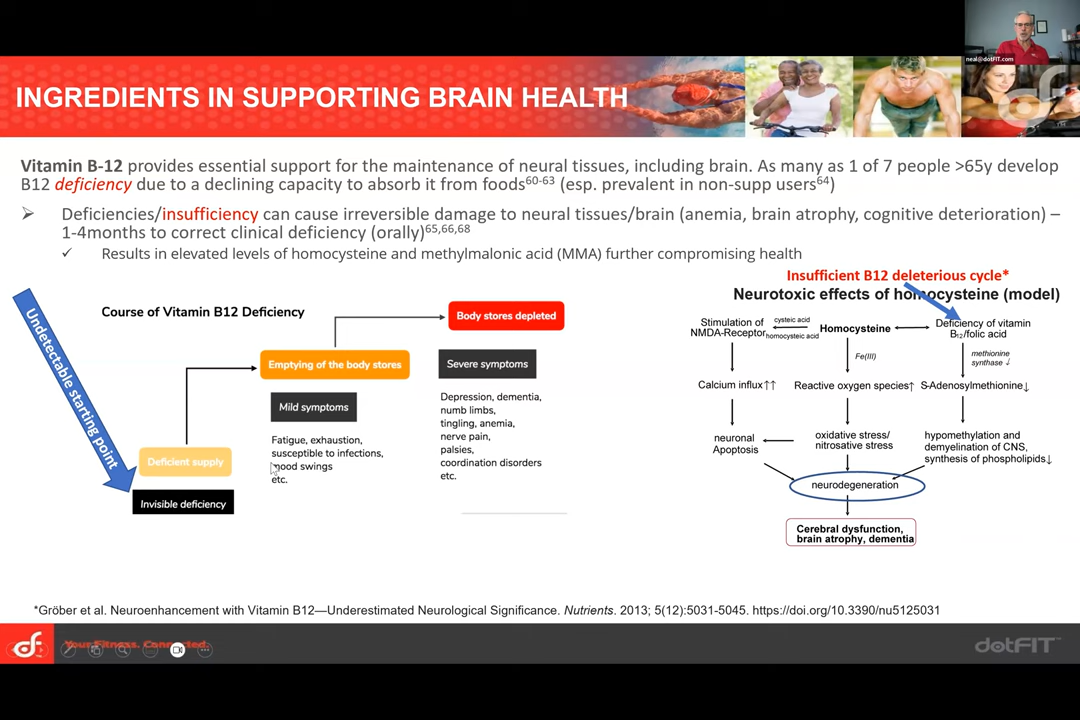 neal@dotFIT.com
INGREDIENTS IN SUPPORTING BRAIN HEALTH
Vitamin B-12 provides essential support for the maintenance of neural tissues, including brain. As many as 1 of 7 people >65y develop
B12 deficiency due to a declining capacity to absorb it from foods60-63 (esp. prevalent in non-supp users64)
➢ Deficiencies/insufficiency can cause irreversible damage to neural tissues/brain (anemia, brain atrophy, cognitive deterioration) –
1-4months to correct clinical deficiency (orally)65,66,68
✓ Results in elevated levels of homocysteine and methylmalonic acid (MMA) further compromising health
Undetectable starting point
Course of Vitamin B12 Deficiency
Body stores depleted
Emptying of the body stores
Severe symptoms
Mild symptoms
Depression, dementia,
numb limbs,
tingling, anemia,
nerve pain,
palsies,
coordination disorders
etc.
Fatigue, exhaustion,
susceptible to infections,
mood swings
etc.
Deficient supply
Invisible deficiency
Insufficient B12 deleterious cycle*
Neurotoxic effects of homocysteine (model)
Stimulation of
NMDA-Receptor
cysteic acid
homocysteic acid
Homocysteine
Deficiency of vitamin
B12/folic acid
Fe(III)
methionine
synthase ↓
Calcium influx↑↑
Reactive oxygen species↑
S-Adenosylmethionine↓
neuronal
Apoptosis
oxidative stress/
nitrosative stress
hypomethylation and
demyelination of CNS,
synthesis of phospholipids↓
neurodegeneration
Cerebral dysfunction,
brain atrophy, dementia
*Gröber et al. Neuroenhancement with Vitamin B12—Underestimated Neurological Significance. Nutrients. 2013; 5(12):5031-5045. https://doi.org/10.3390/nu5125031
Your Fitness. Connected.
dotFIT